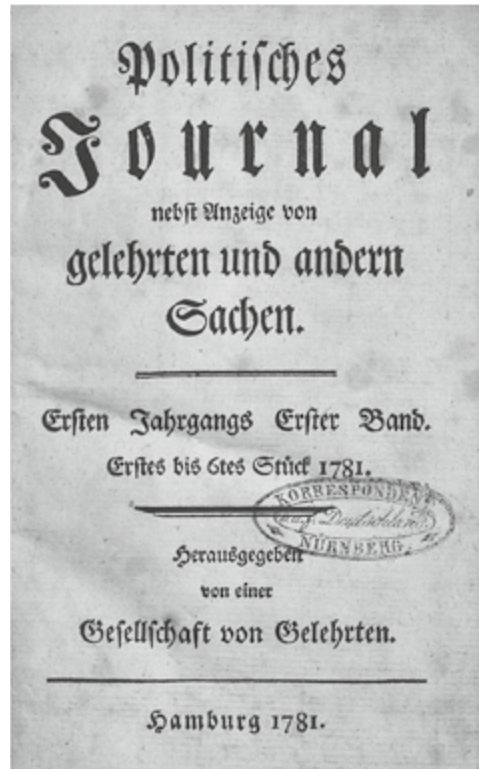 Politisches
Journal
nebst Anzeige von
gelehrten und andern
Sachen.
Ersten Jahrgangs Erster Band.
Erstes bis 6tes Stück 1781.
KORRESPONDENT
Deutschland
NÜRNBERG.
Herausgegeben
von einer
Gesellschaft von Gelehrten.
Hamburg 1781.